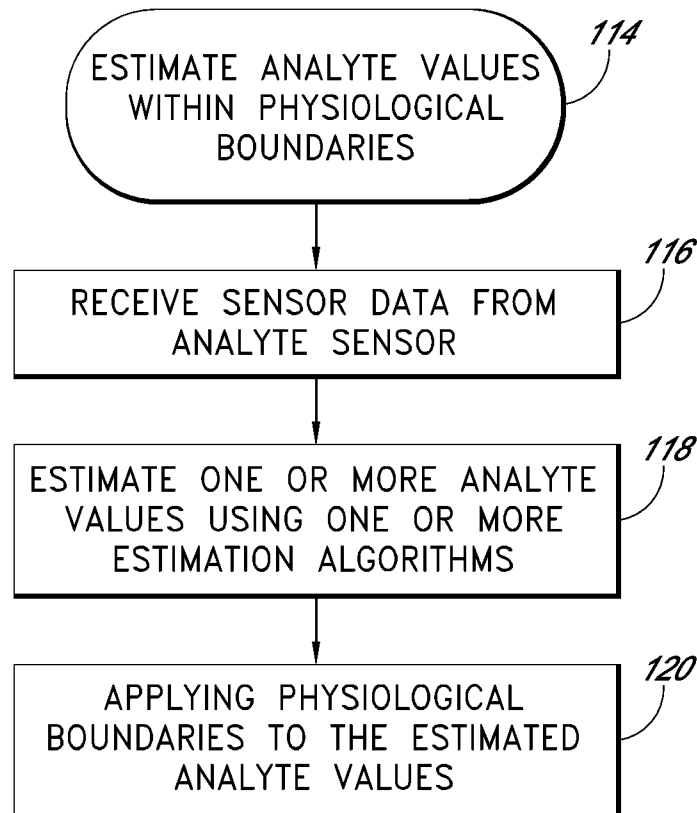 114
ESTIMATE ANALYTE VALUES
WITHIN PHYSIOLOGICAL
BOUNDARIES
116
RECEIVE SENSOR DATA FROM
ANALYTE SENSOR
118
ESTIMATE ONE OR MORE ANALYTE
VALUES USING ONE OR MORE
ESTIMATION ALGORITHMS
120
APPLYING PHYSIOLOGICAL
BOUNDARIES TO THE ESTIMATED
ANALYTE VALUES